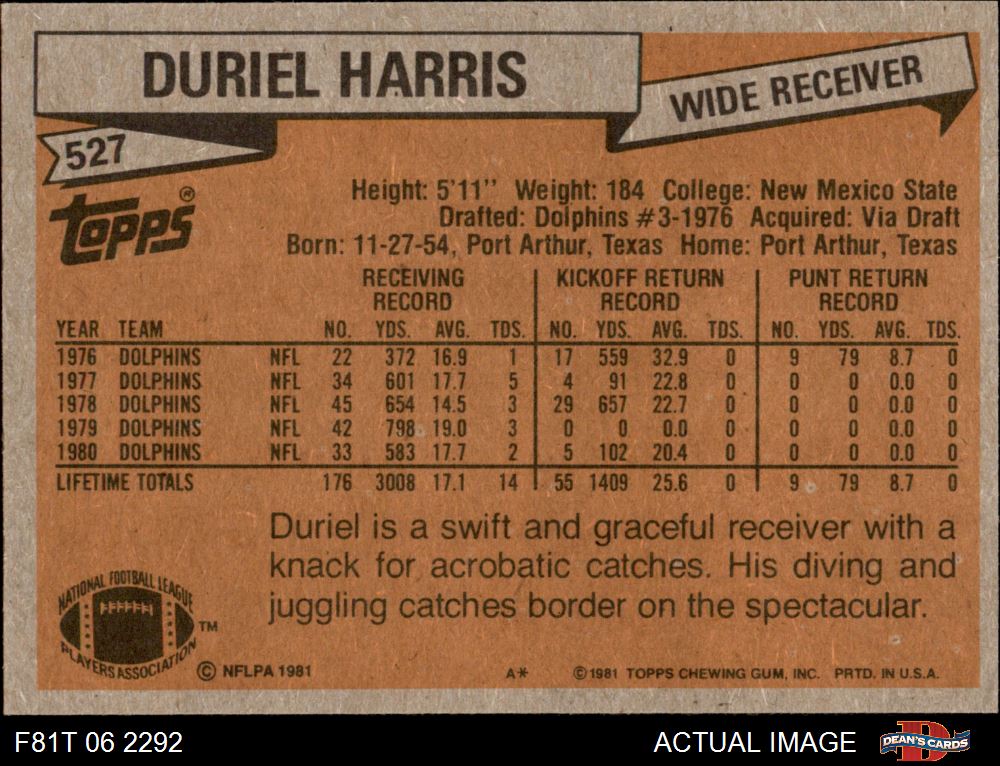 DURIEL HARRIS
WIDE RECEIVER
527
Topps®
Height: 5'11" Weight: 184 College: New Mexico State
Drafted: Dolphins #3-1976 Acquired: Via Draft
Born: 11-27-54, Port Arthur, Texas Home: Port Arthur, Texas
RECEIVING RECORD KICKOFF RETURN RECORD PUNT RETURN RECORD
YEAR TEAM NO. YDS. AVG. TDS. NO. YDS. AVG. TDS. NO. YDS. AVG. TDS.
1976 DOLPHINS NFL 22 372 16.9 1 17 559 32.9 0 9 79 8.7 0
1977 DOLPHINS NFL 34 601 17.7 5 4 91 22.8 0 0 0 0.0 0
1978 DOLPHINS NFL 45 654 14.5 3 29 657 22.7 0 0 0 0.0 0
1979 DOLPHINS NFL 42 798 19.0 3 0 0 0.0 0 0 0 0.0 0
1980 DOLPHINS NFL 33 583 17.7 2 5 102 20.4 0 0 0 0.0 0
LIFETIME TOTALS 176 3008 17.1 14 55 1409 25.6 0 9 79 8.7 0
Duriel is a swift and graceful receiver with a
knack for acrobatic catches. His diving and
juggling catches border on the spectacular.
NATIONAL FOOTBALL LEAGUE
PLAYERS ASSOCIATION
TM
© NFLPA 1981 A* © 1981 TOPPS CHEWING GUM, INC. PRTD. IN U.S.A.
F81T 06 2292 ACTUAL IMAGE DEAN'S CARDS